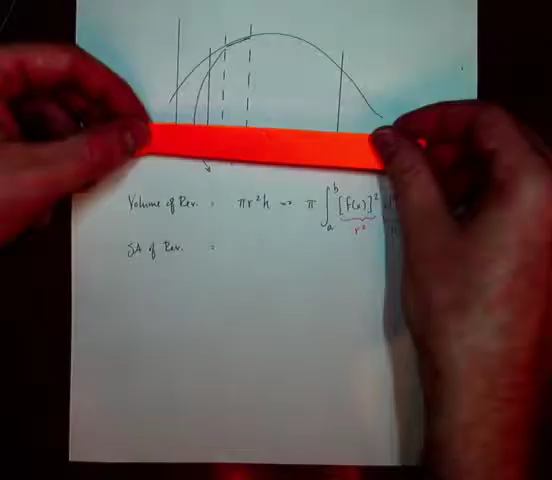 Volume of Rev. = πr²h ⇒ π ∫ₐᵇ [f(x)]²
r²
SA of Rev. =